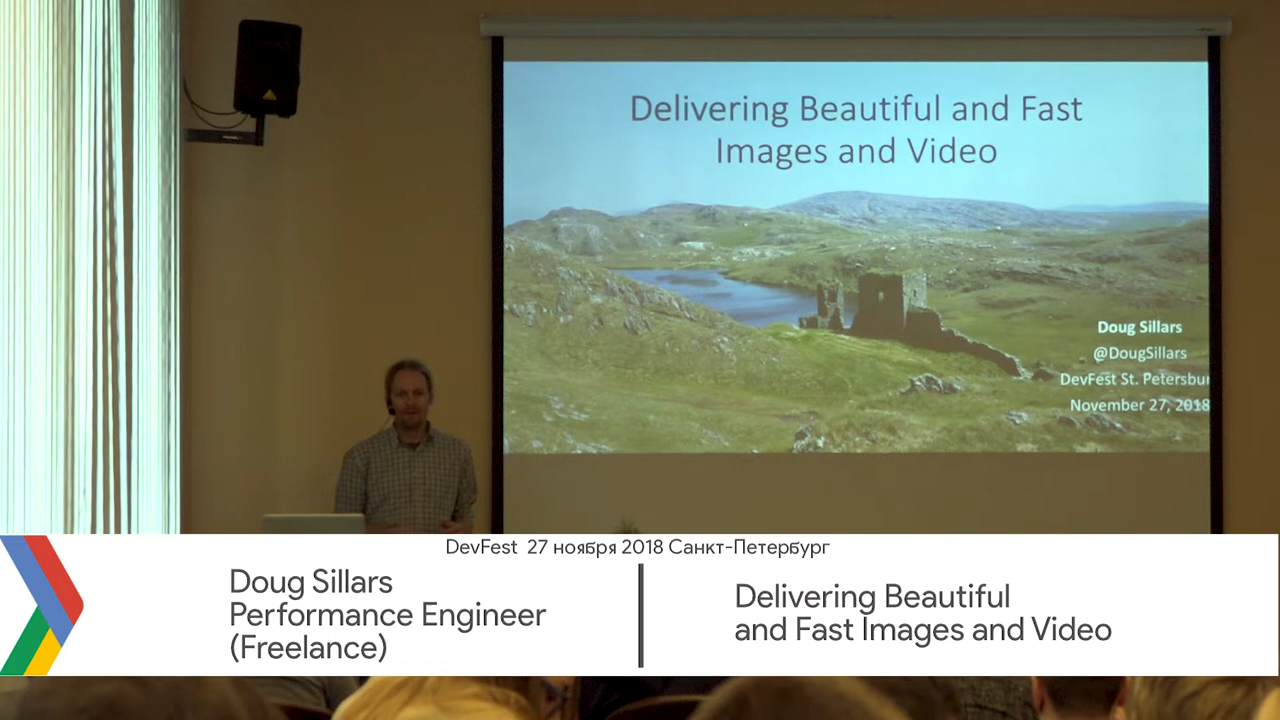 Delivering Beautiful and Fast
Images and Video
Doug Sillars
@DougSillars
DevFest St. Petersbur
November 27, 2018
DevFest 27 ноября 2018 Санкт-Петербург
Doug Sillars
Performance Engineer
(Freelance)
Delivering Beautiful
and Fast Images and Video